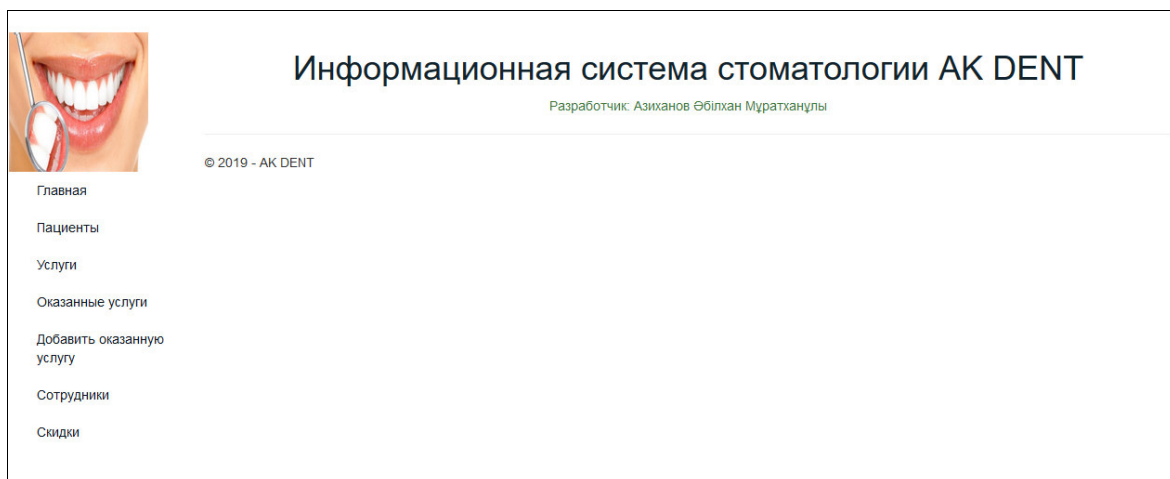 Информационная система стоматологии AK DENT
Разработчик: Азиханов Әбілхан Мұратханұлы
© 2019 - AK DENT
Главная
Пациенты
Услуги
Оказанные услуги
Добавить оказанную
услугу
Сотрудники
Скидки